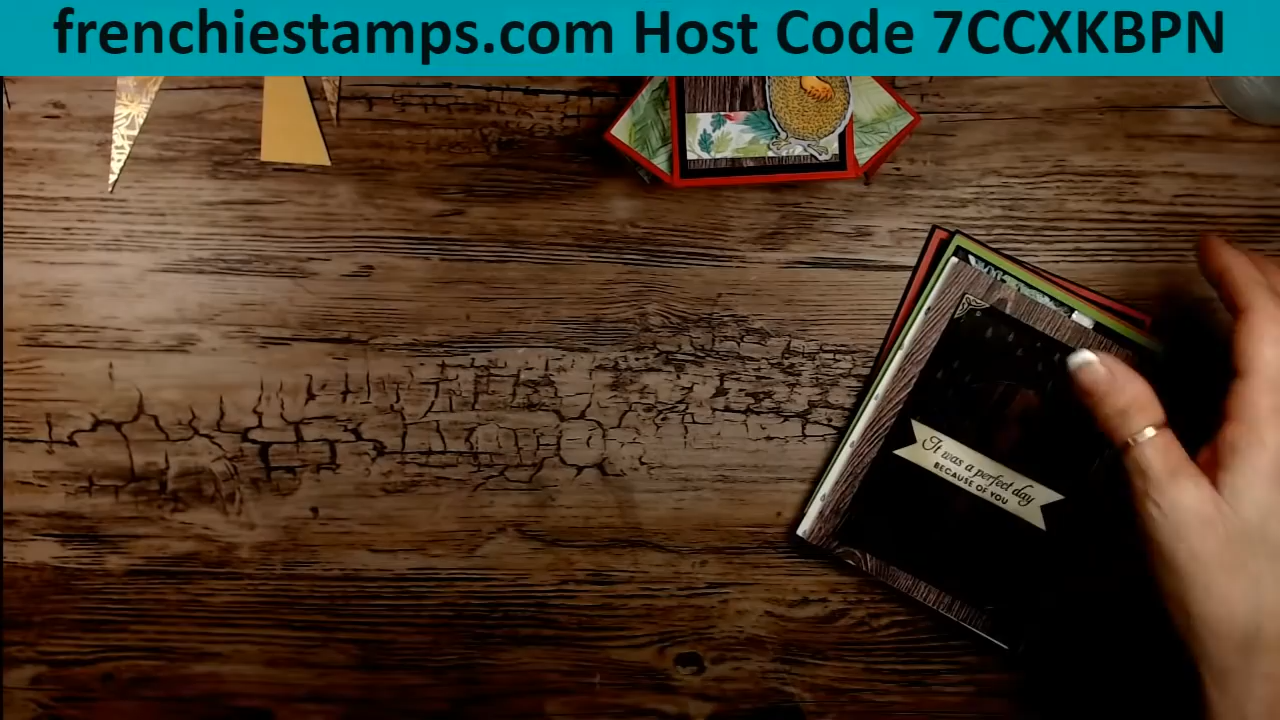 frenchiestamps.com Host Code 7CCXKBPN
It was a perfect day
BECAUSE OF YOU